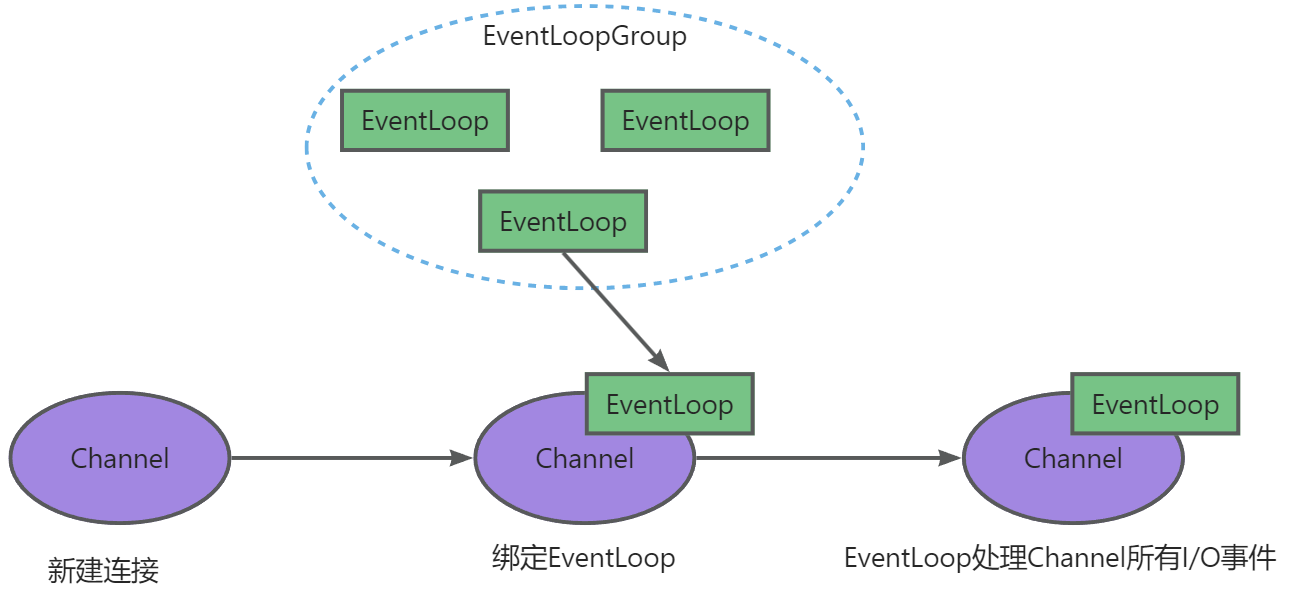 EventLoopGroup
EventLoop
EventLoop
EventLoop
EventLoop
EventLoop
Channel
Channel
Channel
新建连接
绑定EventLoop
EventLoop处理Channel所有I/O事件